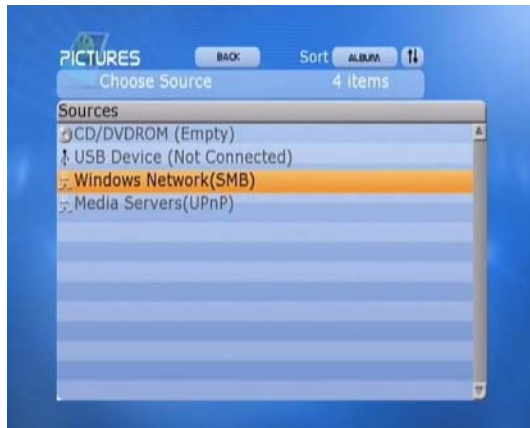 PICTURES BACK Sort ALBUM
Choose Source 4 items
Sources
CD/DVDROM (Empty)
USB Device (Not Connected)
Windows Network(SMB)
Media Servers(UPnP)